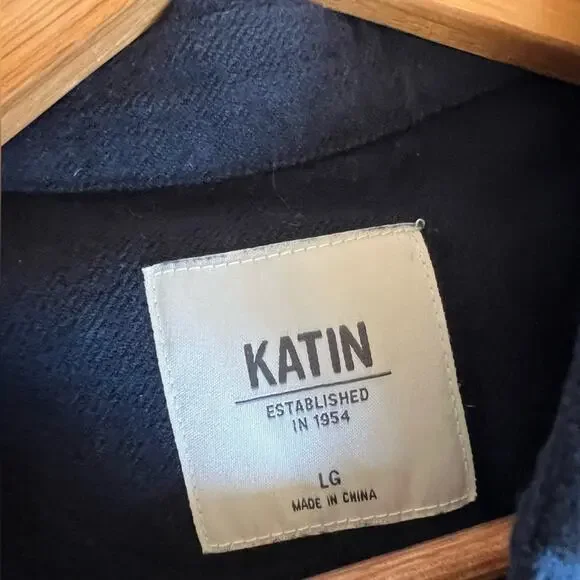 KATIN
ESTABLISHED
IN 1954
LG
MADE IN CHINA